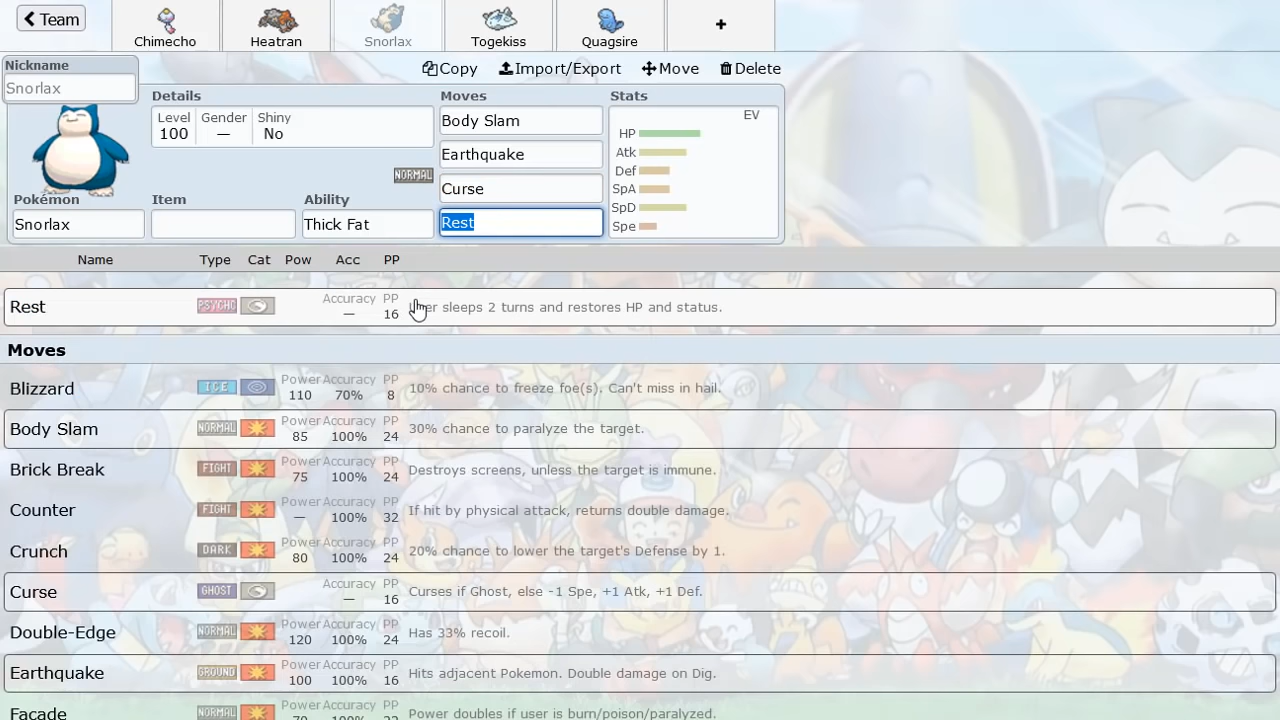 Team
Chimecho
Heatran
Snorlax
Togekiss
Quagsire
+
Copy Import/Export Move Delete
Nickname
Snorlax
Details
Level Gender Shiny
100 — No
NORMAL
Pokémon
Snorlax
Item
Ability
Thick Fat
Moves
Body Slam
Earthquake
Curse
Rest
Stats
EV
HP
Atk
Def
SpA
SpD
Spe
Name Type Cat Pow Acc PP
Rest PSYCHC Accuracy — PP 16 sleeps 2 turns and restores HP and status.
Moves
Blizzard ICE Power 110 Accuracy 70% PP 8 10% chance to freeze foe(s). Can't miss in hail.
Body Slam NORMAL Power 85 Accuracy 100% PP 24 30% chance to paralyze the target.
Brick Break FIGHT Power 75 Accuracy 100% PP 24 Destroys screens, unless the target is immune.
Counter FIGHT Power — Accuracy 100% PP 32 If hit by physical attack, returns double damage.
Crunch DARK Power 80 Accuracy 100% PP 24 20% chance to lower the target's Defense by 1.
Curse GHOST Accuracy — PP 16 Curses if Ghost, else -1 Spe, +1 Atk, +1 Def.
Double-Edge NORMAL Power 120 Accuracy 100% PP 24 Has 33% recoil.
Earthquake GROUND Power 100 Accuracy 100% PP 16 Hits adjacent Pokemon. Double damage on Dig.
Facade NORMAL Power 70 Accuracy 100% PP 32 Power doubles if user is burn/poison/paralyzed.